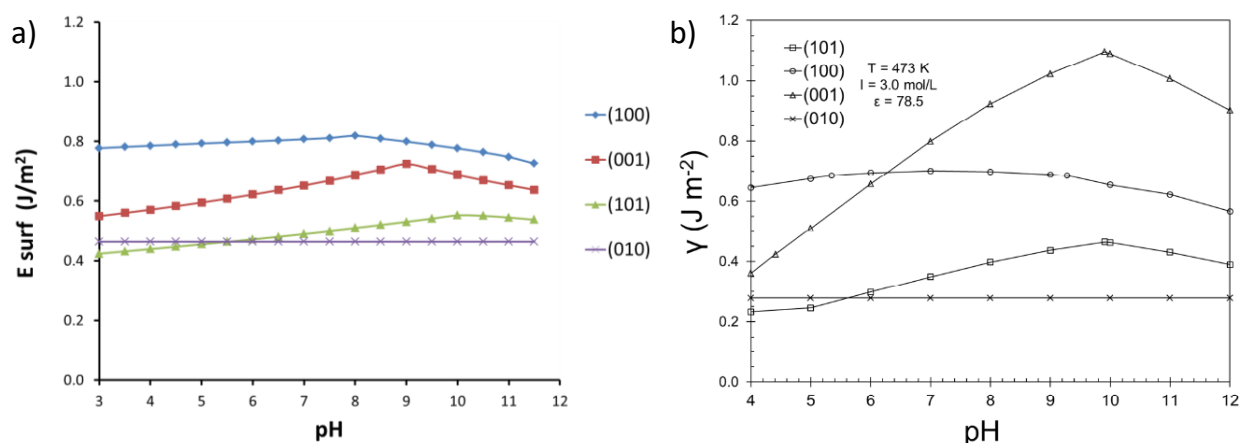 a)
E surf (J/m²)
1.2
1.0
0.8
0.6
0.4
0.2
0.0
3 4 5 6 7 8 9 10 11 12
pH
(100)
(001)
(101)
(010)
b)
γ (J m⁻²)
1.2
1.0
0.8
0.6
0.4
0.2
0.0
4 5 6 7 8 9 10 11 12
pH
(101)
(100)
(001)
(010)
T = 473 K
I = 3.0 mol/L
ε = 78.5